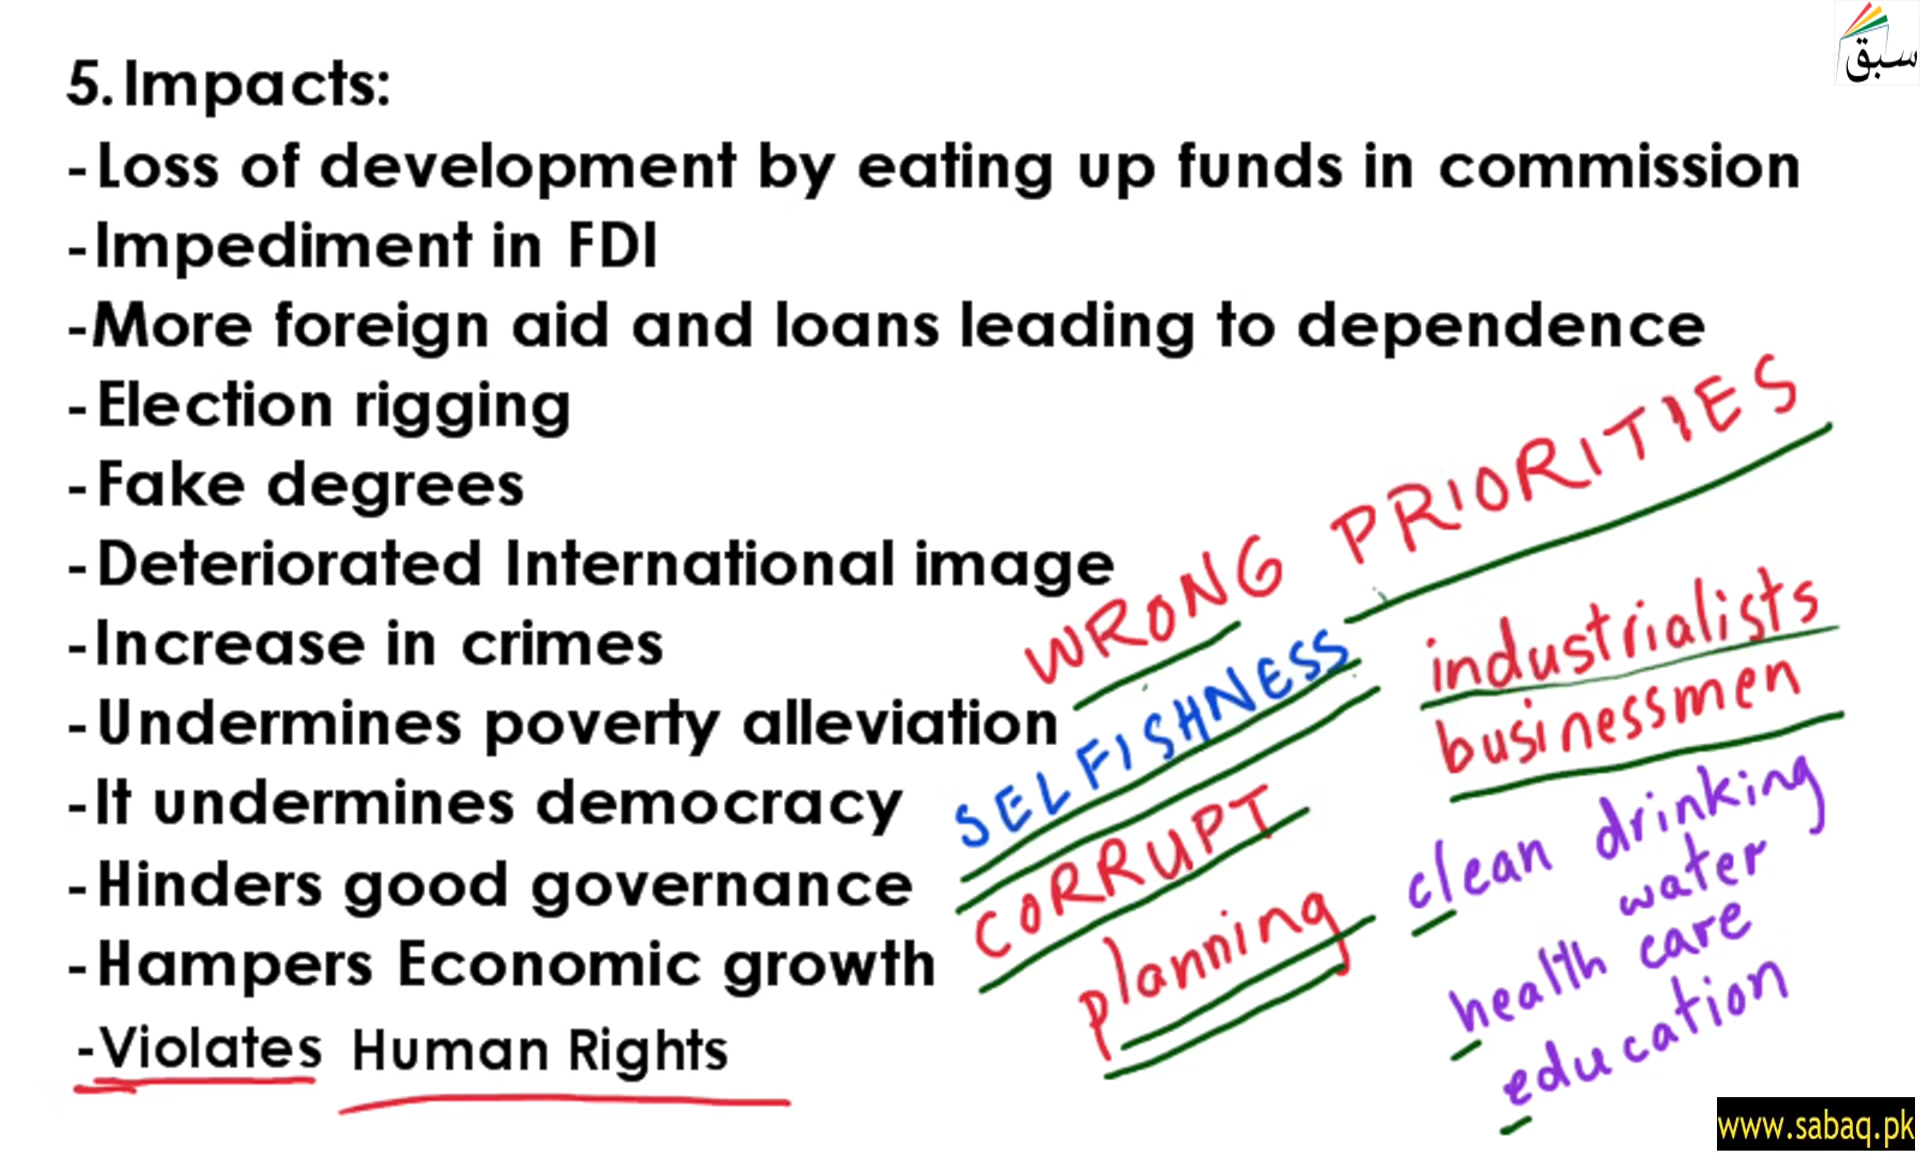 سبق
5. Impacts:
- Loss of development by eating up funds in commission
- Impediment in FDI
- More foreign aid and loans leading to dependence
- Election rigging
- Fake degrees
- Deteriorated International image
- Increase in crimes
- Undermines poverty alleviation
- It undermines democracy
- Hinders good governance
- Hampers Economic growth
- Violates Human Rights
WRONG PRIORITIES
SELFISHNESS
CORRUPT
planning
industrialists
businessmen
clean drinking
water
health care
education
www.sabaq.pk